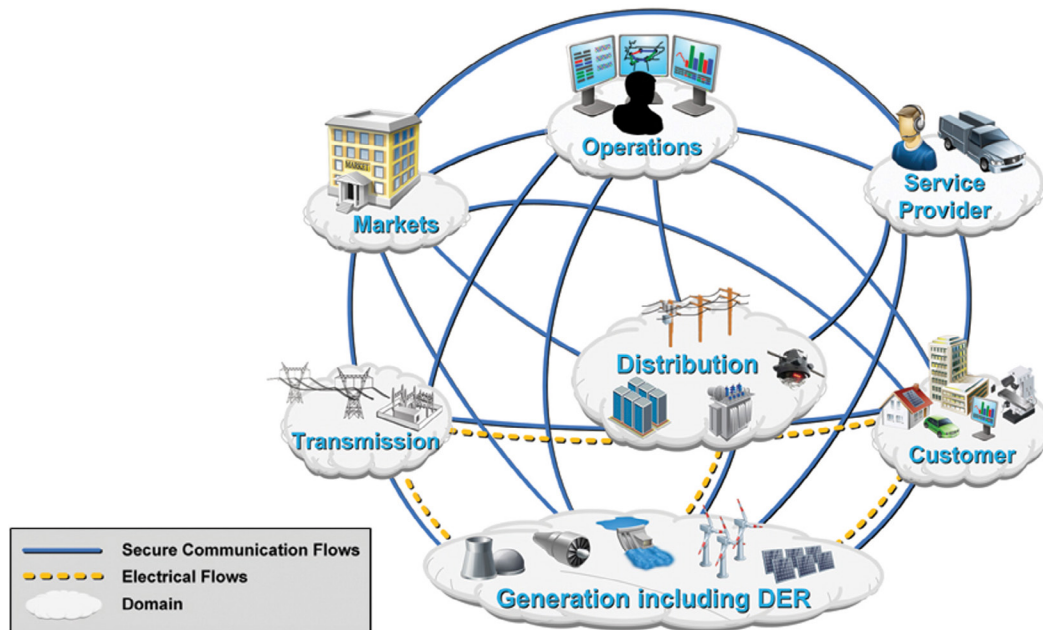 Operations
MARKET
Markets
Service
Provider
Distribution
Transmission
Customer
Generation including DER
Secure Communication Flows
Electrical Flows
Domain